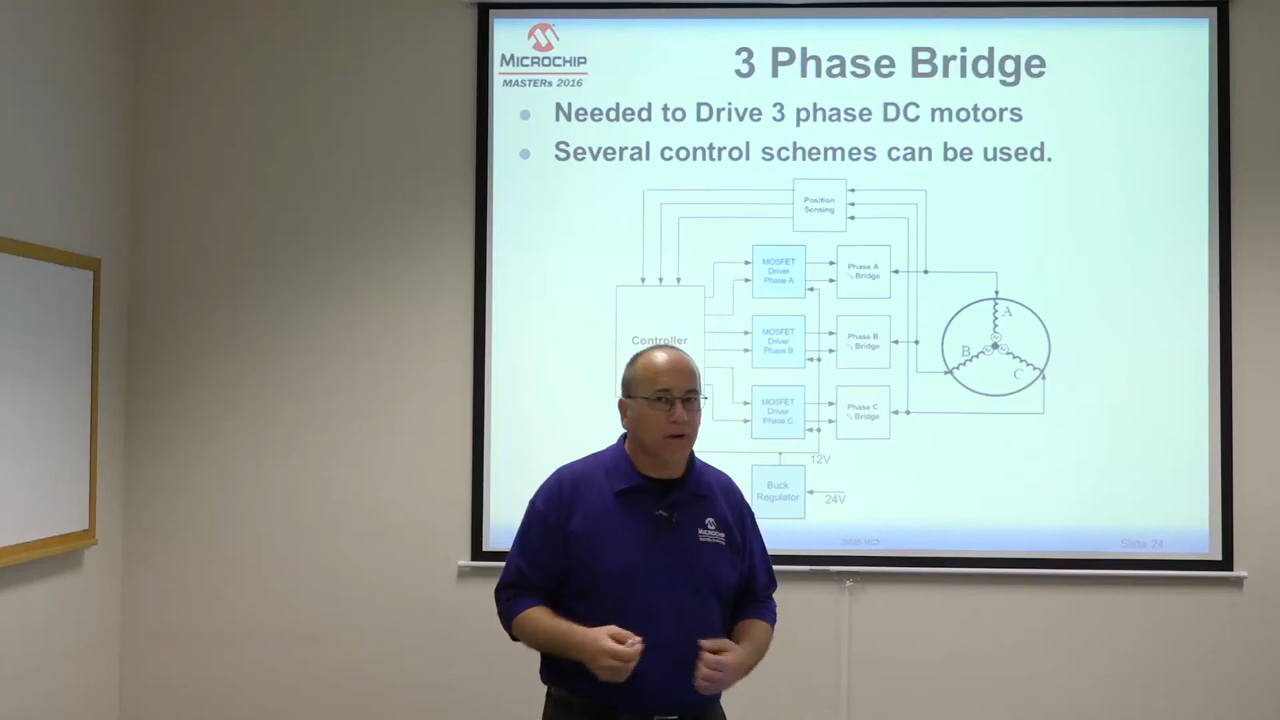 MICROCHIP
MASTERs 2016
3 Phase Bridge
Needed to Drive 3 phase DC motors
Several control schemes can be used.
Position
Sensing
MOSFET
Driver
Phase A
Phase A
½ Bridge
Controller
MOSFET
Driver
Phase B
Phase B
½ Bridge
MOSFET
Driver
Phase C
Phase C
½ Bridge
A
B
C
12V
Buck
Regulator
24V
Slide 24
MICROCHIP